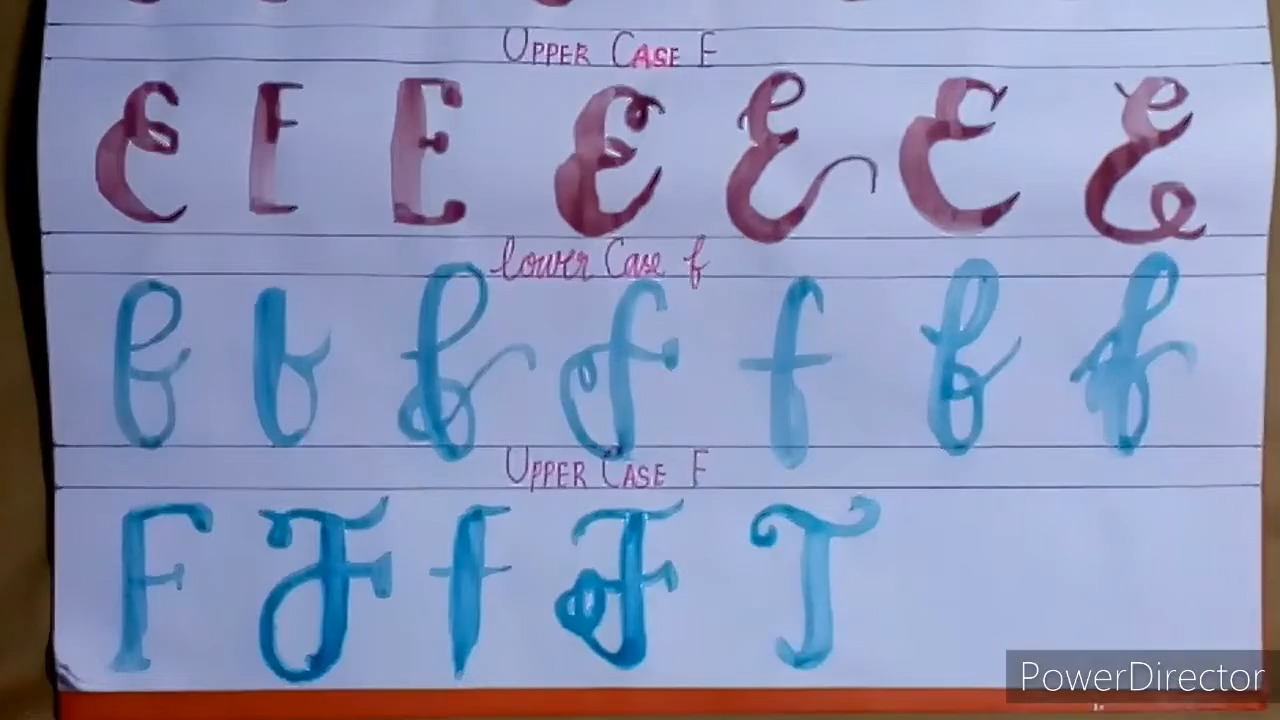 UPPER CASE E
E E E E E E E
lower Case f
f f f f f f f
UPPER CASE F
F F F F T
PowerDirector